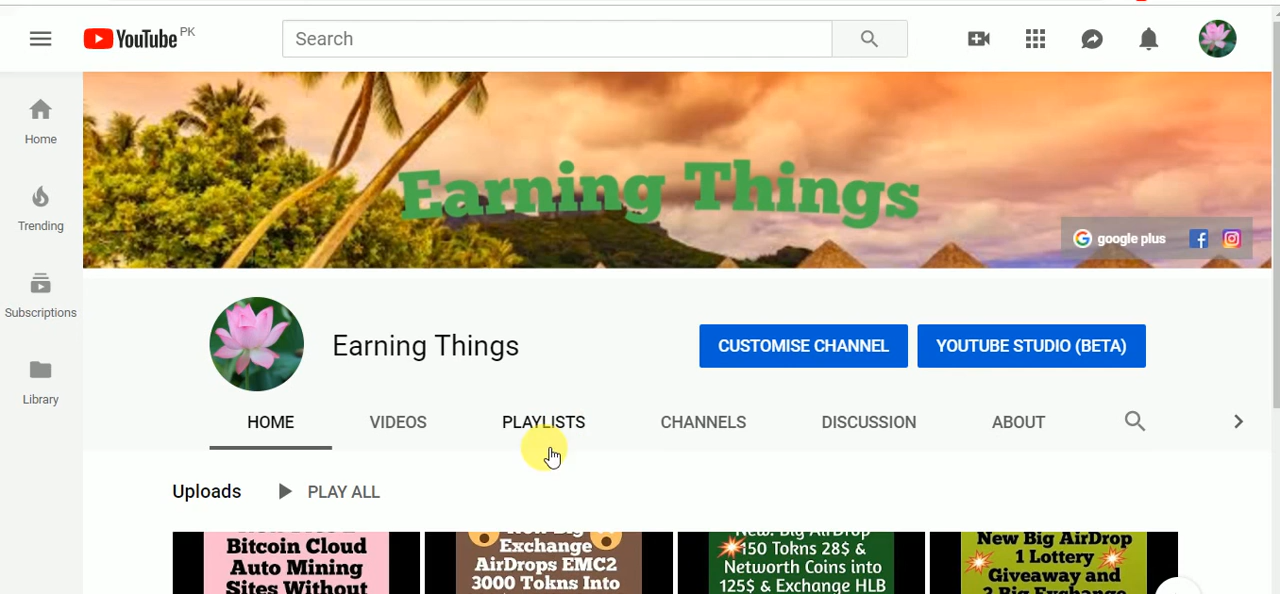 YouTube PK
Search
Home
Trending
Subscriptions
Library
Earning Things
google plus
Earning Things
CUSTOMISE CHANNEL
YOUTUBE STUDIO (BETA)
HOME
VIDEOS
PLAYLISTS
CHANNELS
DISCUSSION
ABOUT
Uploads
PLAY ALL
Bitcoin Cloud
Auto Mining
Sites Without
Exchange
AirDrops EMC2
3000 Tokns Into
New: Big AirDrop
150 Tokns 28$ &
Networth Coins into
125$ & Exchange HLB
New Big AirDrop
1 Lottery
Giveaway and
2 Big Exchange